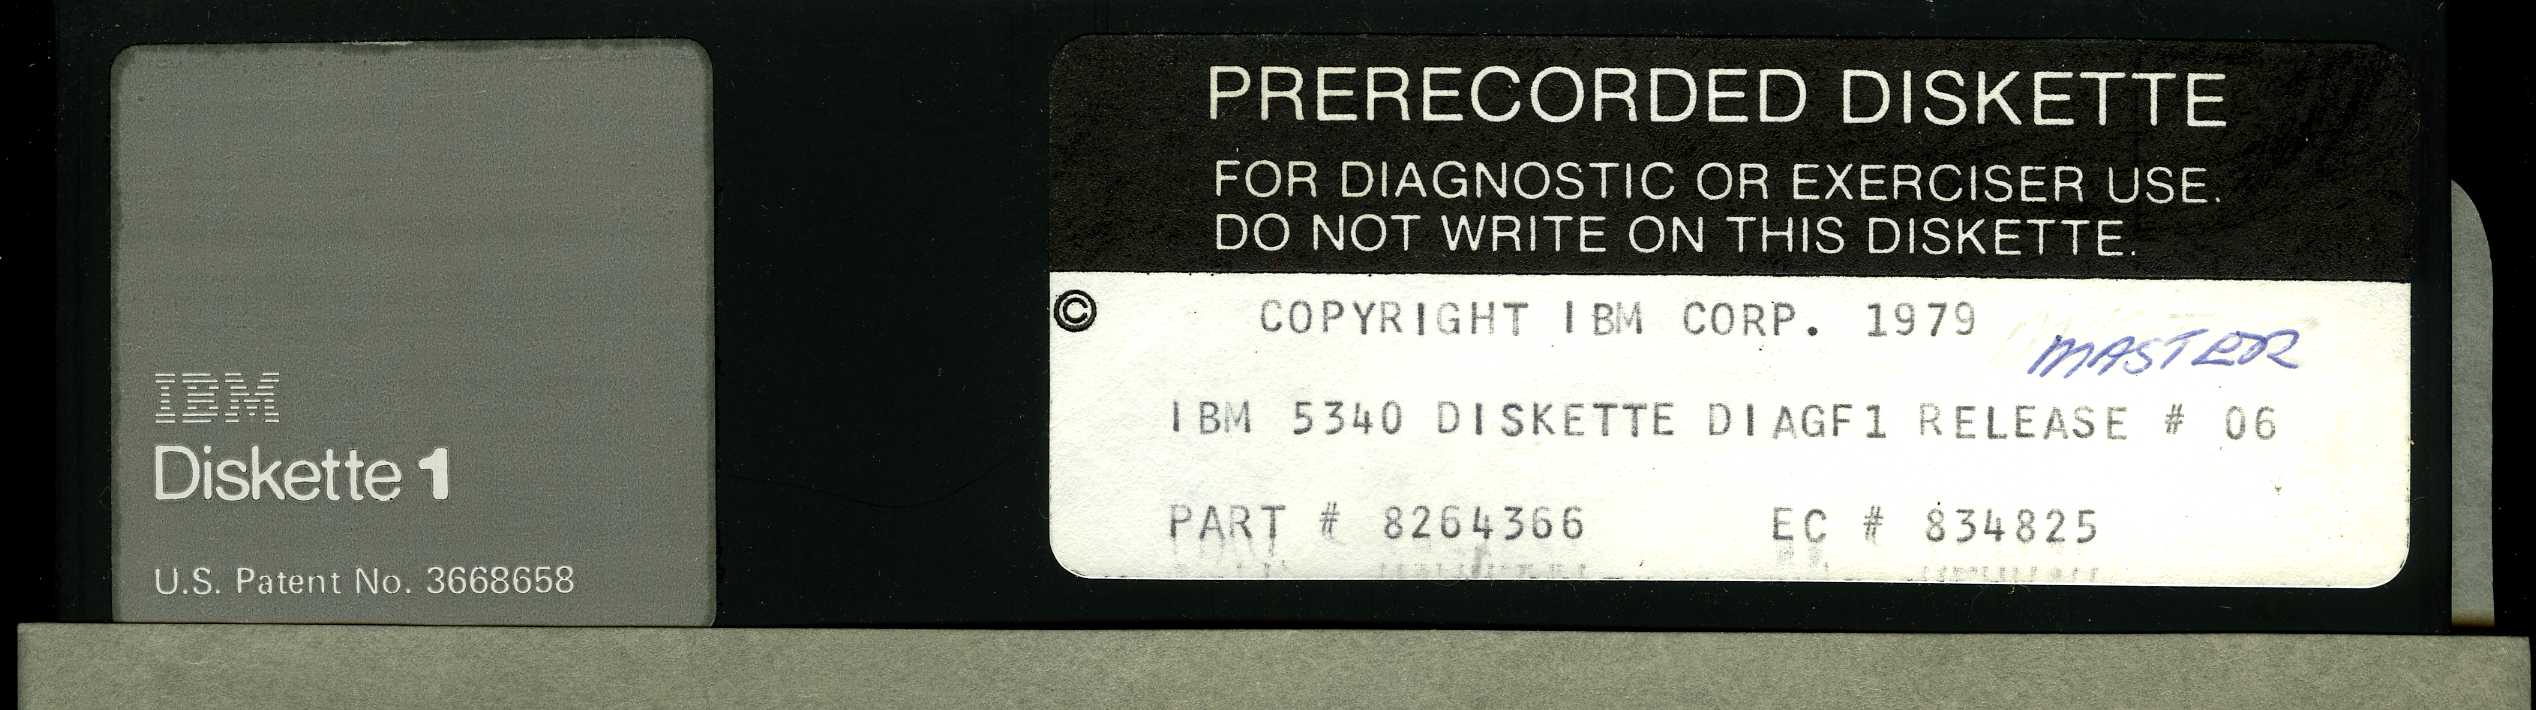 IBM
Diskette 1
U.S. Patent No. 3668658
PRERECORDED DISKETTE
FOR DIAGNOSTIC OR EXERCISER USE.
DO NOT WRITE ON THIS DISKETTE.
© COPYRIGHT IBM CORP. 1979
MASTER
IBM 5340 DISKETTE DIAGF1 RELEASE # 06
PART # 8264366 EC # 834825